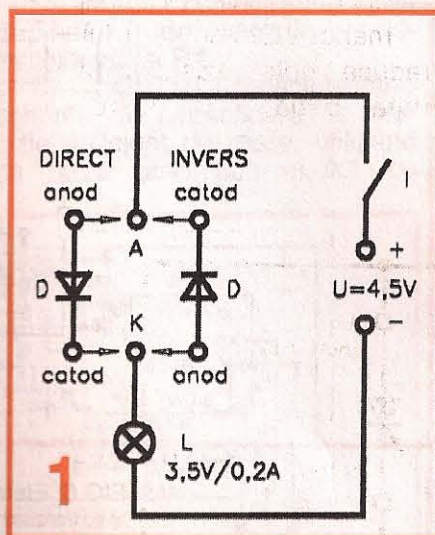 DIRECT INVERS
anod catod
A
I
+
D D U=4,5V
-
K
catod anod
L
3,5V/0,2A
1